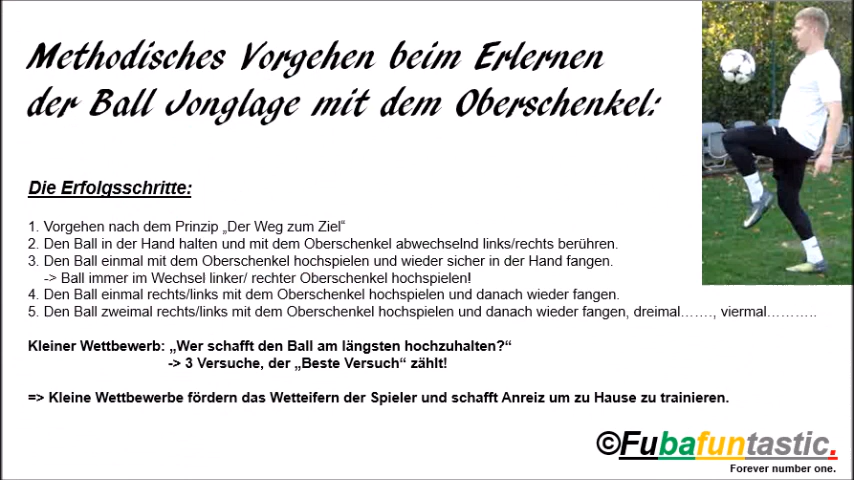 Methodisches Vorgehen beim Erlernen
der Ball Jonglage mit dem Oberschenkel:
Die Erfolgsschritte:
1. Vorgehen nach dem Prinzip „Der Weg zum Ziel“
2. Den Ball in der Hand halten und mit dem Oberschenkel abwechselnd links/rechts berühren.
3. Den Ball einmal mit dem Oberschenkel hochspielen und wieder sicher in der Hand fangen.
-> Ball immer im Wechsel linker/ rechter Oberschenkel hochspielen!
4. Den Ball einmal rechts/links mit dem Oberschenkel hochspielen und danach wieder fangen.
5. Den Ball zweimal rechts/links mit dem Oberschenkel hochspielen und danach wieder fangen, dreimal……., viermal………..
Kleiner Wettbewerb: „Wer schafft den Ball am längsten hochzuhalten?“
-> 3 Versuche, der „Beste Versuch“ zählt!
=> Kleine Wettbewerbe fördern das Wetteifern der Spieler und schafft Anreiz um zu Hause zu trainieren.
©Fubafuntastic.
Forever number one.